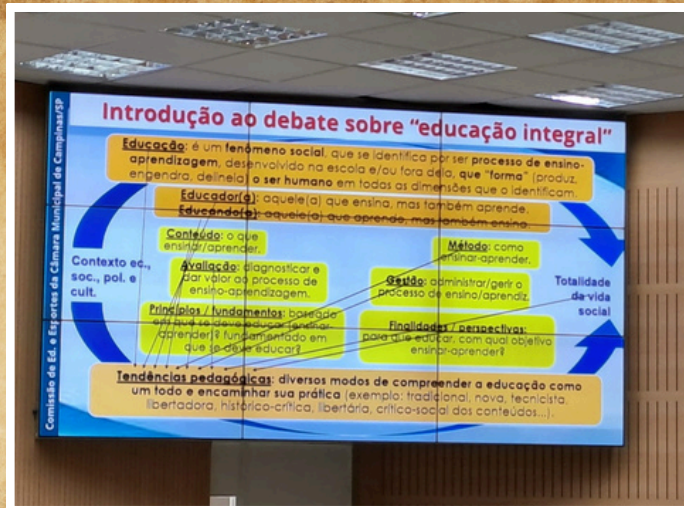 Comissão de Ed. e Esportes da Câmara Municipal de Campinas/SP
Introdução ao debate sobre “educação integral”
Educação: é um fenômeno social, que se identifica por ser processo de ensino-
aprendizagem, desenvolvido na escola e/ou fora dela, que “forma” (produz,
engendra, delineia) o ser humano em todas as dimensões que o identificam.
Educador(a): aquele(a) que ensina, mas também aprende.
Educando(a): aquele(a) que aprende, mas também ensina.
Contexto ec.,
soc., pol. e
cult.
Conteúdo: o que
ensinar/aprender.
Avaliação: diagnosticar e
dar valor ao processo de
ensino-aprendizagem.
Princípios / fundamentos: baseado
em que se deve educar (ensinar-
aprender)? fundamentado em
que se deve educar?
Método: como
ensinar-aprender.
Gestão: administrar/gerir o
processo de ensino/aprendiz.
Finalidades / perspectivas:
para que educar, com qual objetivo
ensinar-aprender?
Totalidade
da vida
social
Tendências pedagógicas: diversos modos de compreender a educação como
um todo e encaminhar sua prática (exemplo: tradicional, nova, tecnicista,
libertadora, histórico-crítica, libertária, crítico-social dos conteúdos...).